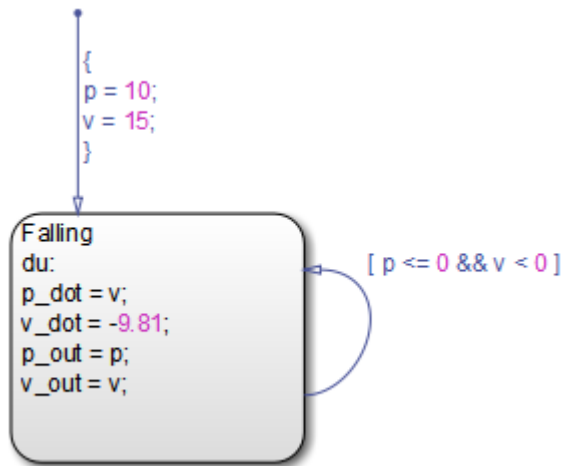 {
p = 10;
v = 15;
}
Falling
du:
p_dot = v;
v_dot = -9.81;
p_out = p;
v_out = v;
[ p <= 0 && v < 0 ]